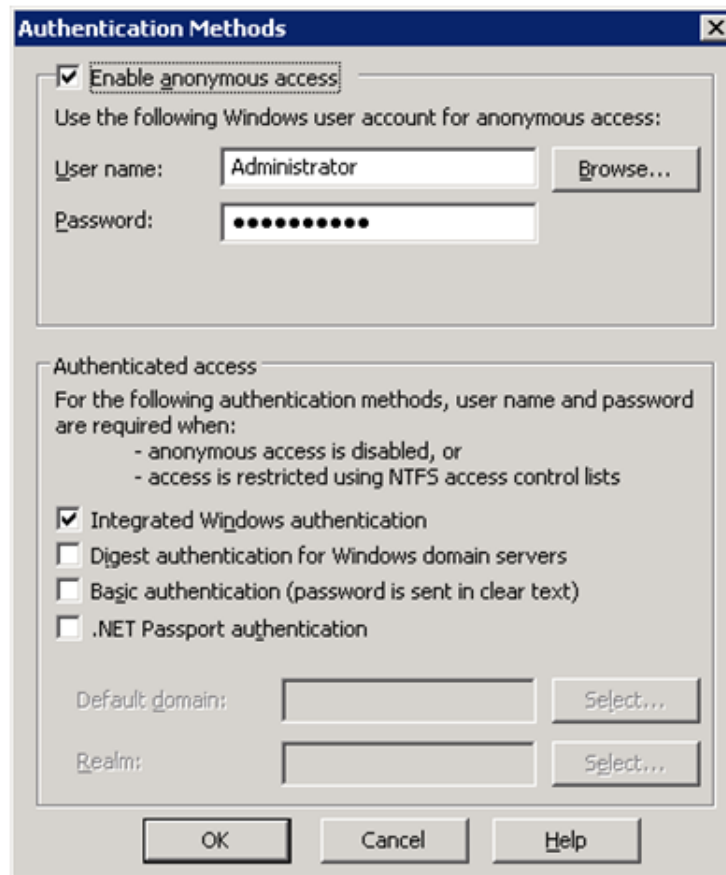 Authentication Methods
Enable anonymous access
Use the following Windows user account for anonymous access:
User name: Administrator Browse...
Password: ●●●●●●●●●●
Authenticated access
For the following authentication methods, user name and password
are required when:
- anonymous access is disabled, or
- access is restricted using NTFS access control lists
Integrated Windows authentication
Digest authentication for Windows domain servers
Basic authentication (password is sent in clear text)
.NET Passport authentication
Default domain: Select...
Realm: Select...
OK Cancel Help